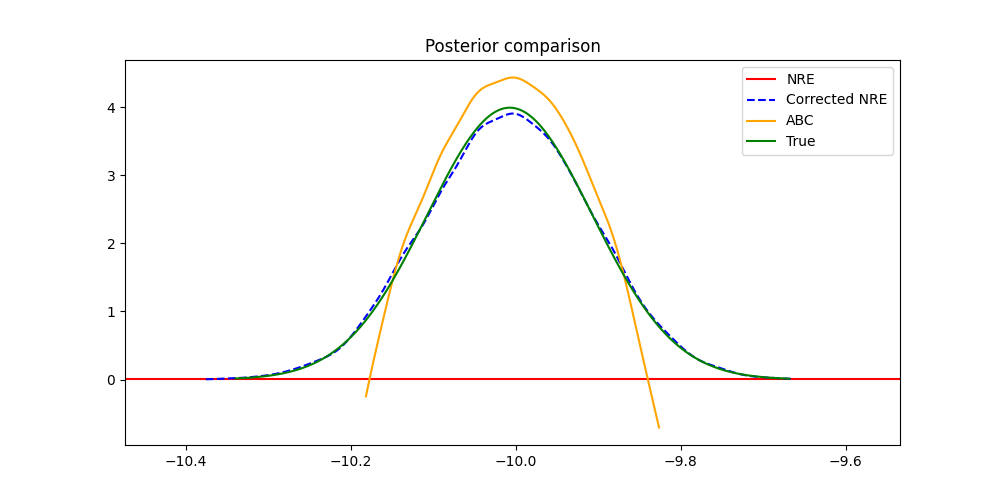 Posterior comparison
NRE
Corrected NRE
ABC
True
4
3
2
1
0
−10.4 −10.2 −10.0 −9.8 −9.6